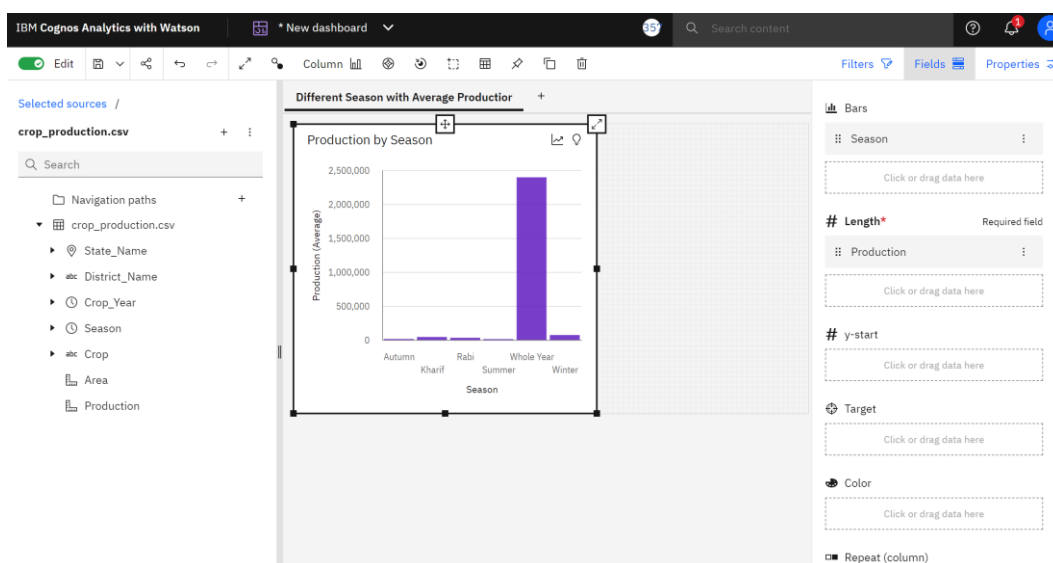 IBM Cognos Analytics with Watson
* New dashboard
Search content
1
Edit
Column
Filters
Fields
Properties
Selected sources /
crop_production.csv
Search
Navigation paths
crop_production.csv
State_Name
abc District_Name
Crop_Year
Season
abc Crop
Area
Production
Different Season with Average Production
Production by Season
2,500,000
2,000,000
1,500,000
1,000,000
500,000
0
Production (Average)
Autumn
Kharif
Rabi
Summer
Whole Year
Winter
Season
Bars
Season
Click or drag data here
# Length* Required field
Production
Click or drag data here
# y-start
Click or drag data here
Target
Click or drag data here
Color
Click or drag data here
Repeat (column)